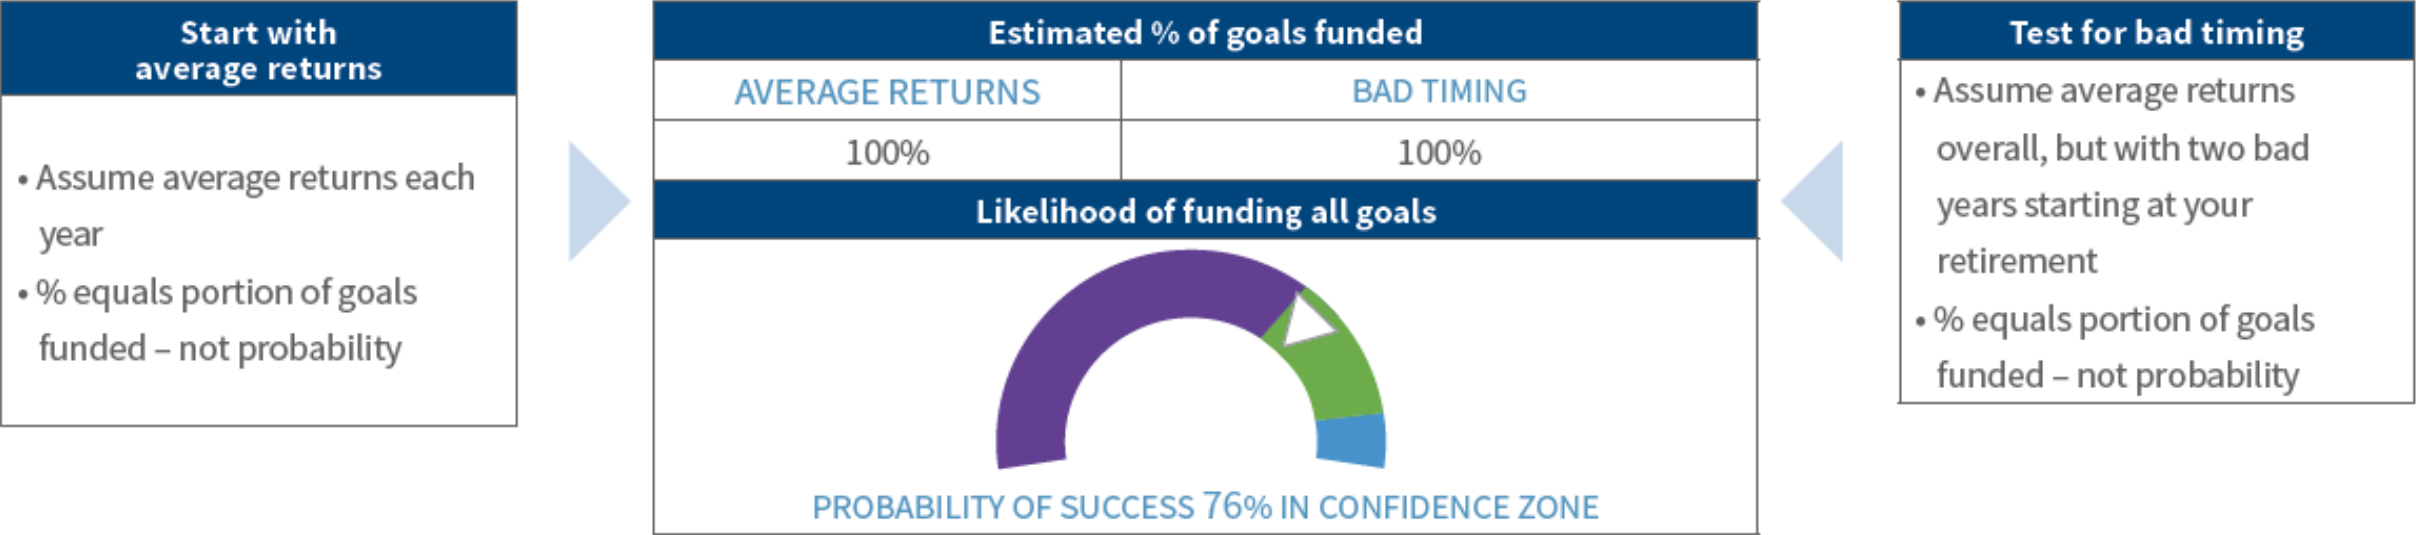 Start with
average returns
• Assume average returns each
year
• % equals portion of goals
funded – not probability
Estimated % of goals funded
AVERAGE RETURNS
BAD TIMING
100%
100%
Likelihood of funding all goals
PROBABILITY OF SUCCESS 76% IN CONFIDENCE ZONE
Test for bad timing
• Assume average returns
overall, but with two bad
years starting at your
retirement
• % equals portion of goals
funded – not probability